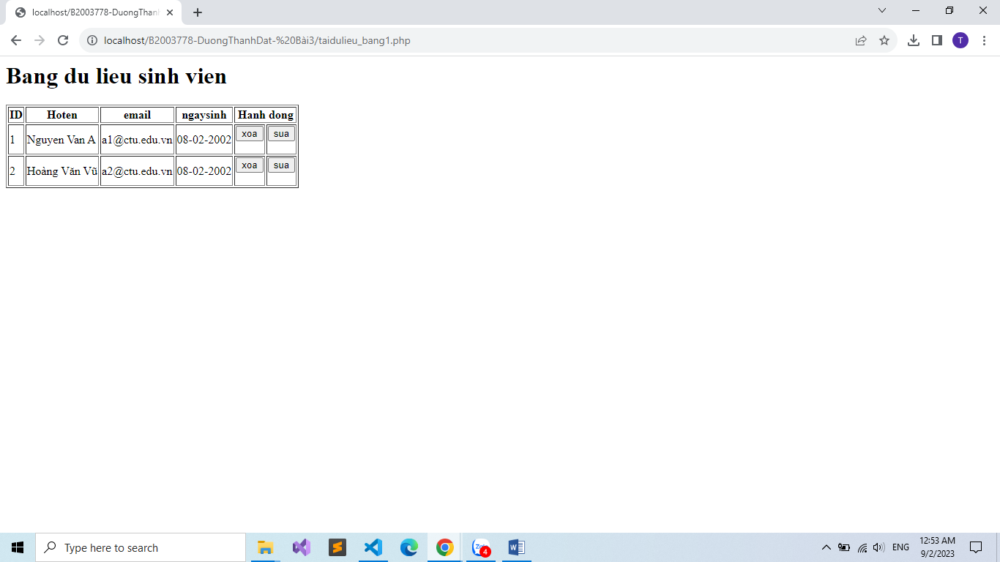 localhost/B2003778-DuongThanh
localhost/B2003778-DuongThanhDat-%20Bài3/taidulieu_bang1.php
T
Bang du lieu sinh vien
ID Hoten email ngaysinh Hanh dong
1 Nguyen Van A a1@ctu.edu.vn 08-02-2002 xoa sua
2 Hoàng Văn Vũ a2@ctu.edu.vn 08-02-2002 xoa sua
Type here to search
Zalo
4
W
ENG
12:53 AM
9/2/2023